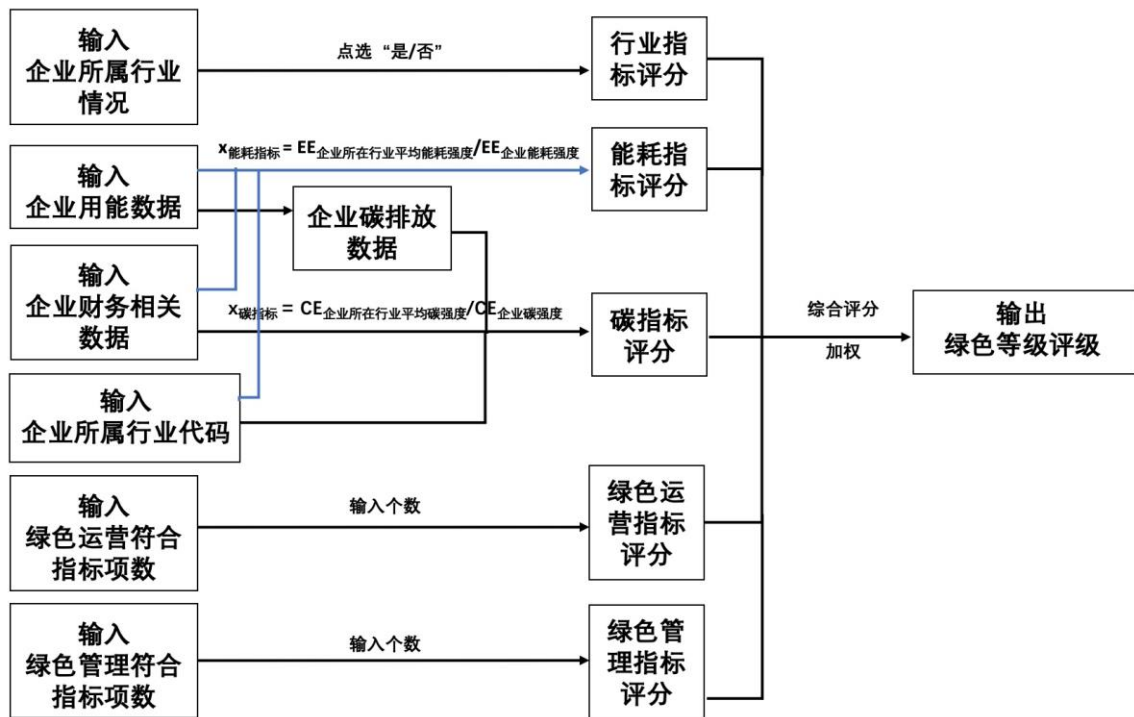 输入
企业所属行业
情况
点选“是/否”
行业指
标评分
输入
企业用能数据
x能耗指标 = EE企业所在行业平均能耗强度/EE企业能耗强度
能耗指
标评分
企业碳排放
数据
输入
企业财务相关
数据
x碳指标 = CE企业所在行业平均碳强度/CE企业碳强度
碳指标
评分
综合评分
加权
输出
绿色等级评级
输入
企业所属行业代码
输入
绿色运营符合
指标项数
输入个数
绿色运
营指标
评分
输入
绿色管理符合
指标项数
输入个数
绿色管
理指标
评分